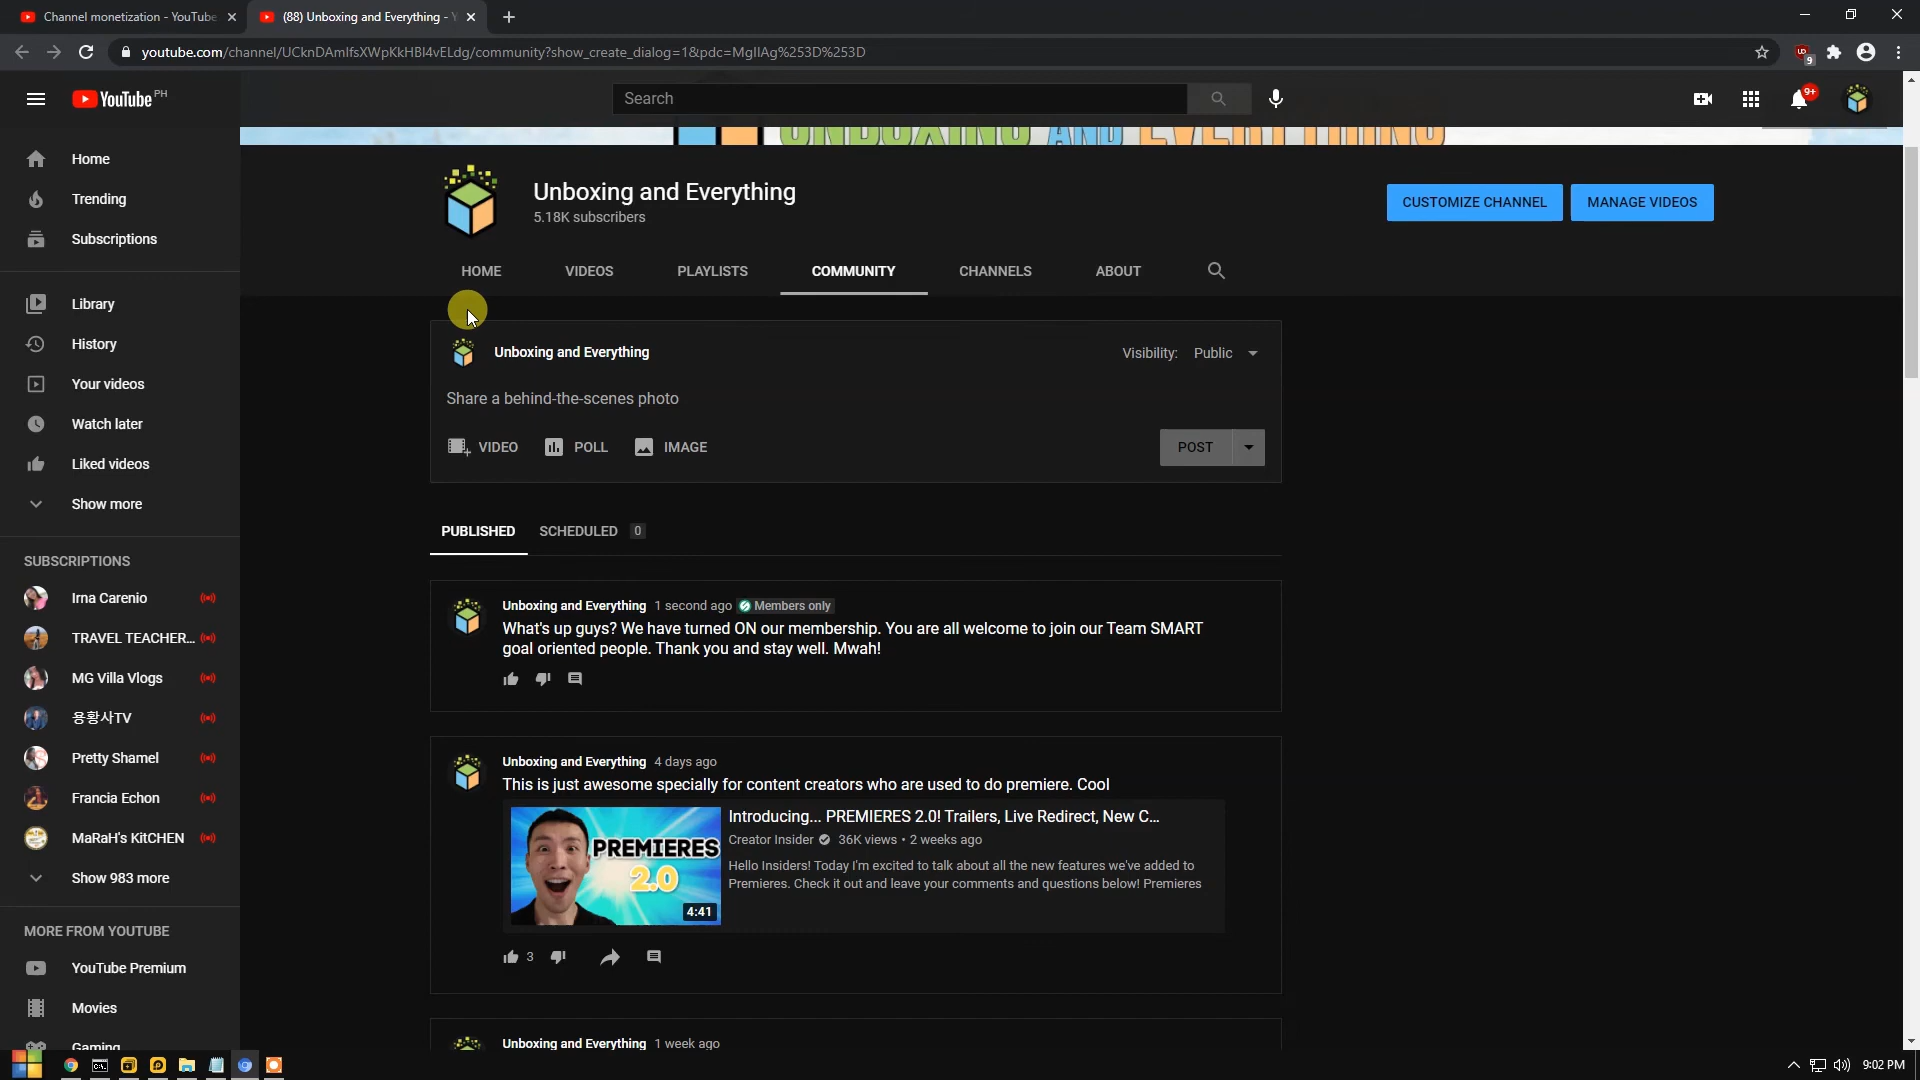 Channel monetization - YouTube
(88) Unboxing and Everything - Y
youtube.com/channel/UCknDAmIfsXWpKkHBI4vELdg/community?show_create_dialog=1&pdc=MgIIAg%253D%253D
9
YouTube PH
Search
9+
UNBOXING AND EVERYTHING
Home
Trending
Subscriptions
Library
History
Your videos
Watch later
Liked videos
Show more
SUBSCRIPTIONS
Irna Carenio
TRAVEL TEACHER...
MG Villa Vlogs
용황사TV
Pretty Shamel
Francia Echon
MaRaH's KitCHEN
Show 983 more
MORE FROM YOUTUBE
YouTube Premium
Movies
Gaming
Unboxing and Everything
5.18K subscribers
CUSTOMIZE CHANNEL
MANAGE VIDEOS
HOME
VIDEOS
PLAYLISTS
COMMUNITY
CHANNELS
ABOUT
Unboxing and Everything
Visibility: Public
Share a behind-the-scenes photo
VIDEO
POLL
IMAGE
POST
PUBLISHED
SCHEDULED 0
Unboxing and Everything 1 second ago Members only
What's up guys? We have turned ON our membership. You are all welcome to join our Team SMART
goal oriented people. Thank you and stay well. Mwah!
Unboxing and Everything 4 days ago
This is just awesome specially for content creators who are used to do premiere. Cool
PREMIERES
2.0
4:41
Introducing... PREMIERES 2.0! Trailers, Live Redirect, New C...
Creator Insider 36K views • 2 weeks ago
Hello Insiders! Today I'm excited to talk about all the new features we've added to
Premieres. Check it out and leave your comments and questions below! Premieres
3
Unboxing and Everything 1 week ago
9:02 PM